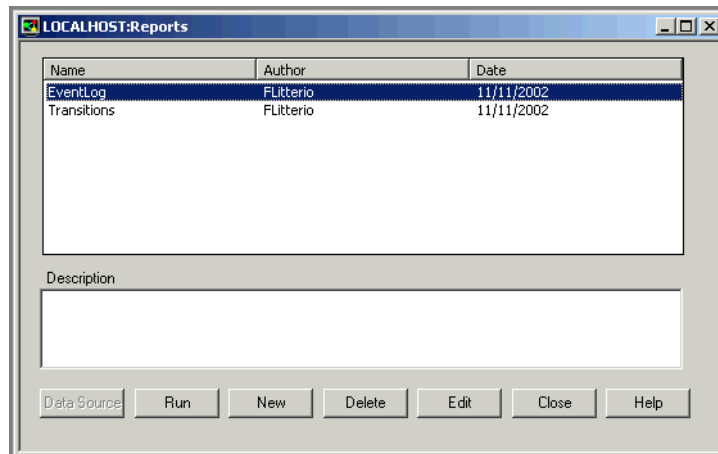 LOCALHOST:Reports
Name Author Date
EventLog FLitterio 11/11/2002
Transitions FLitterio 11/11/2002
Description
Data Source Run New Delete Edit Close Help